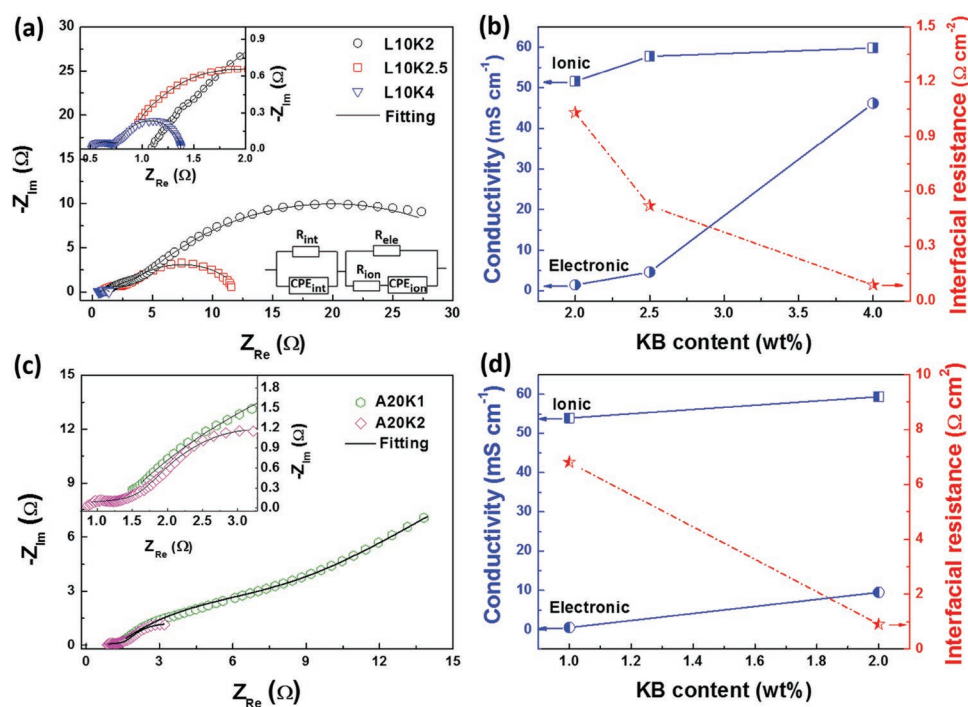 (a)
30
25
20
15
10
5
0
-Z_Im (Ω)
0 5 10 15 20 25 30
Z_Re (Ω)
L10K2
L10K2.5
L10K4
Fitting
0.9
0.6
0.3
0.0
-Z_Im (Ω)
0.5 1.0 1.5 2.0
Z_Re (Ω)
R_int
CPE_int
R_ele
R_ion
CPE_ion
(b)
60
50
40
30
20
10
0
Conductivity (mS cm⁻¹)
Ionic
Electronic
2.0 2.5 3.0 3.5 4.0
KB content (wt%)
1.5
1.2
0.9
0.6
0.3
0.0
Interfacial resistance (Ω cm⁻²)
(c)
15
12
9
6
3
0
-Z_Im (Ω)
0 3 6 9 12 15
Z_Re (Ω)
A20K1
A20K2
Fitting
1.8
1.5
1.2
0.9
0.6
0.3
0.0
-Z_Im (Ω)
1.0 1.5 2.0 2.5 3.0
Z_Re (Ω)
(d)
60
50
40
30
20
10
0
Conductivity (mS cm⁻¹)
Ionic
Electronic
1.0 1.2 1.4 1.6 1.8 2.0
KB content (wt%)
10
8
6
4
2
0
Interfacial resistance (Ω cm²)